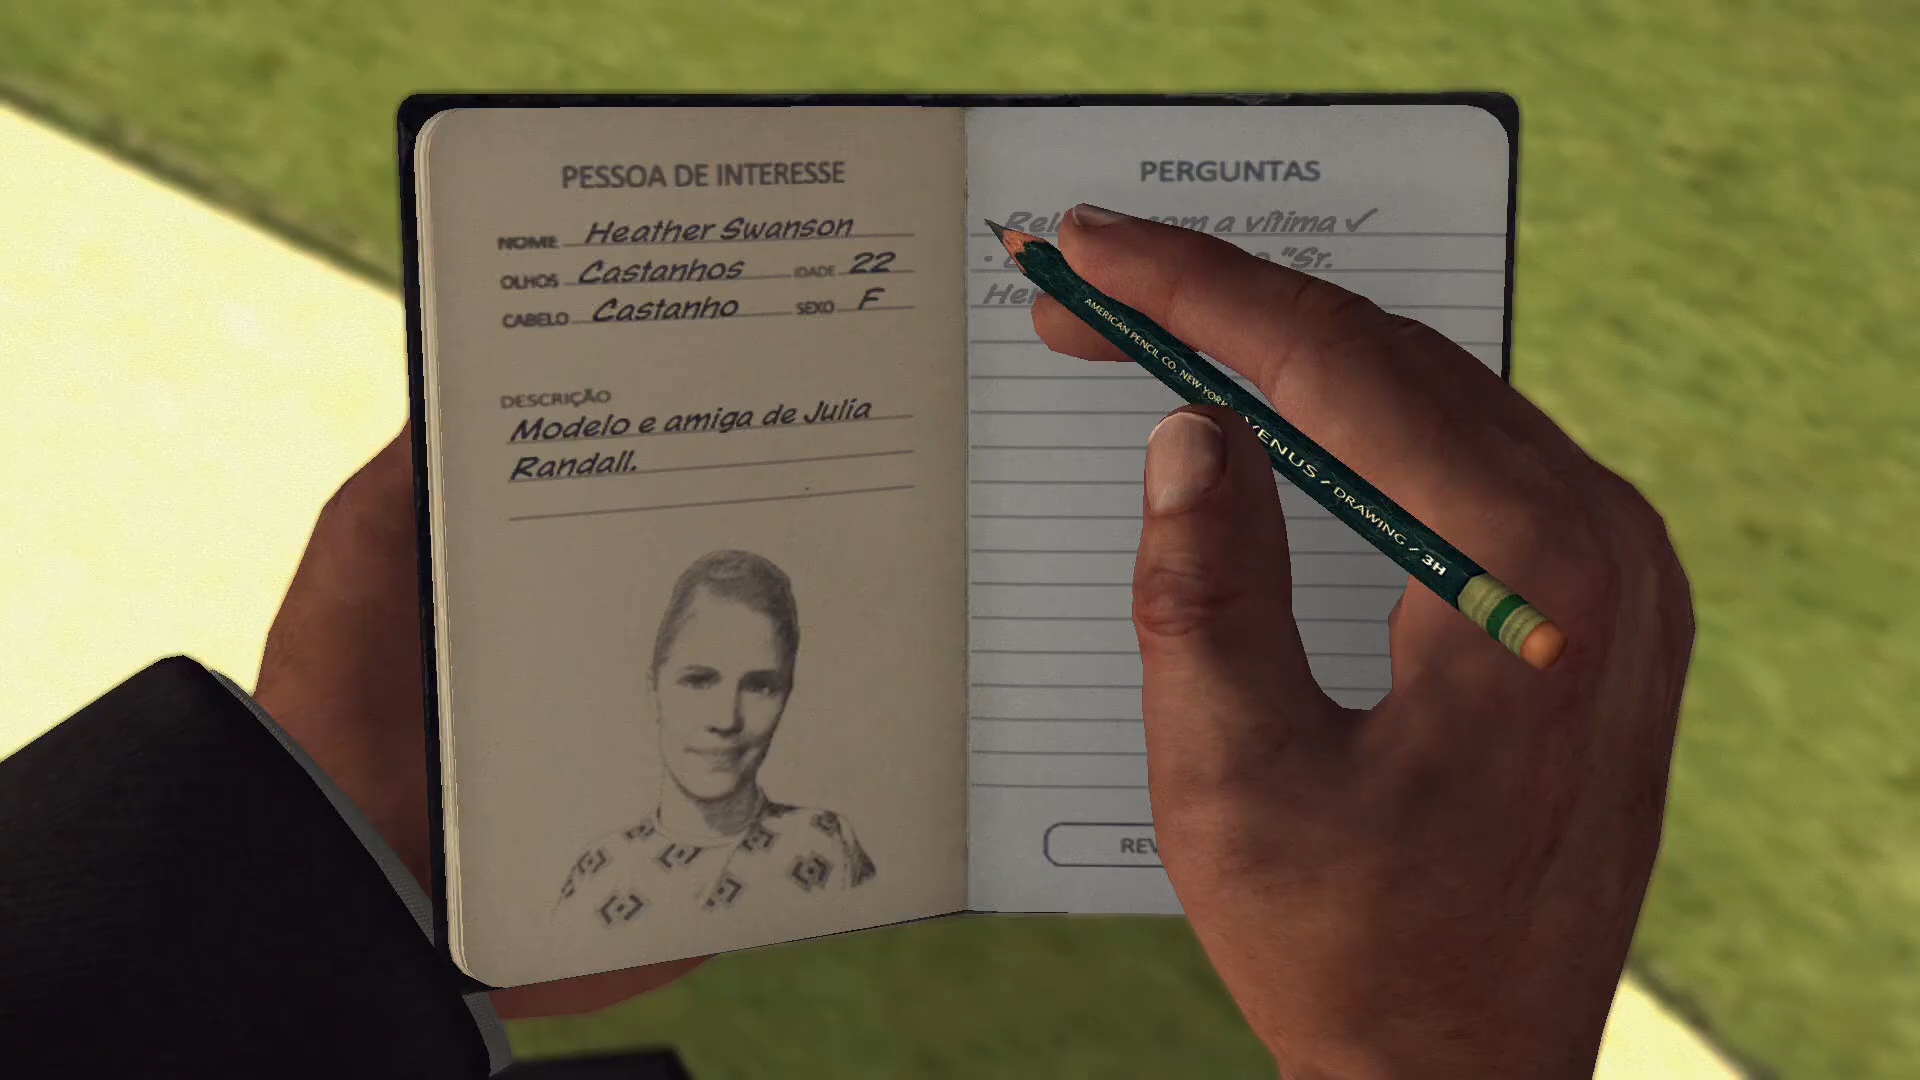 PESSOA DE INTERESSE
NOME Heather Swanson
OLHOS Castanhos IDADE 22
CABELO Castanho SEXO F
DESCRIÇÃO
Modelo e amiga de Julia
Randall.
PERGUNTAS
com a vítima ✓
"Sr.
AMERICAN PENCIL CO. NEW YORK VENUS / DRAWING / 3H